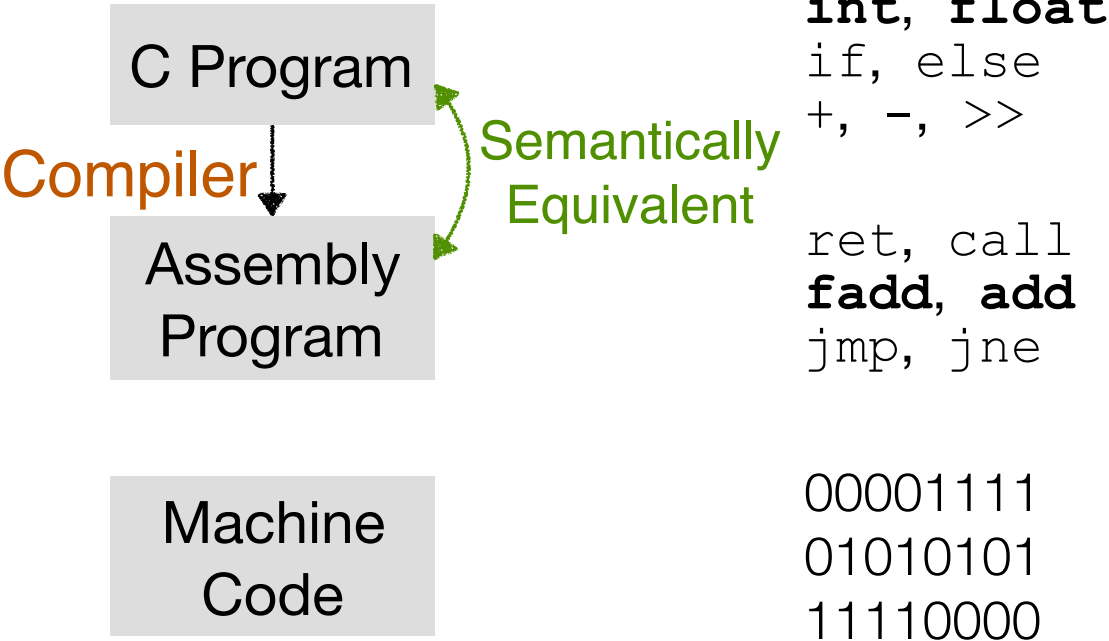 C Program
Compiler
Semantically
Equivalent
Assembly
Program
Machine
Code
int, float
if, else
+, -, >>
ret, call
fadd, add
jmp, jne
00001111
01010101
11110000